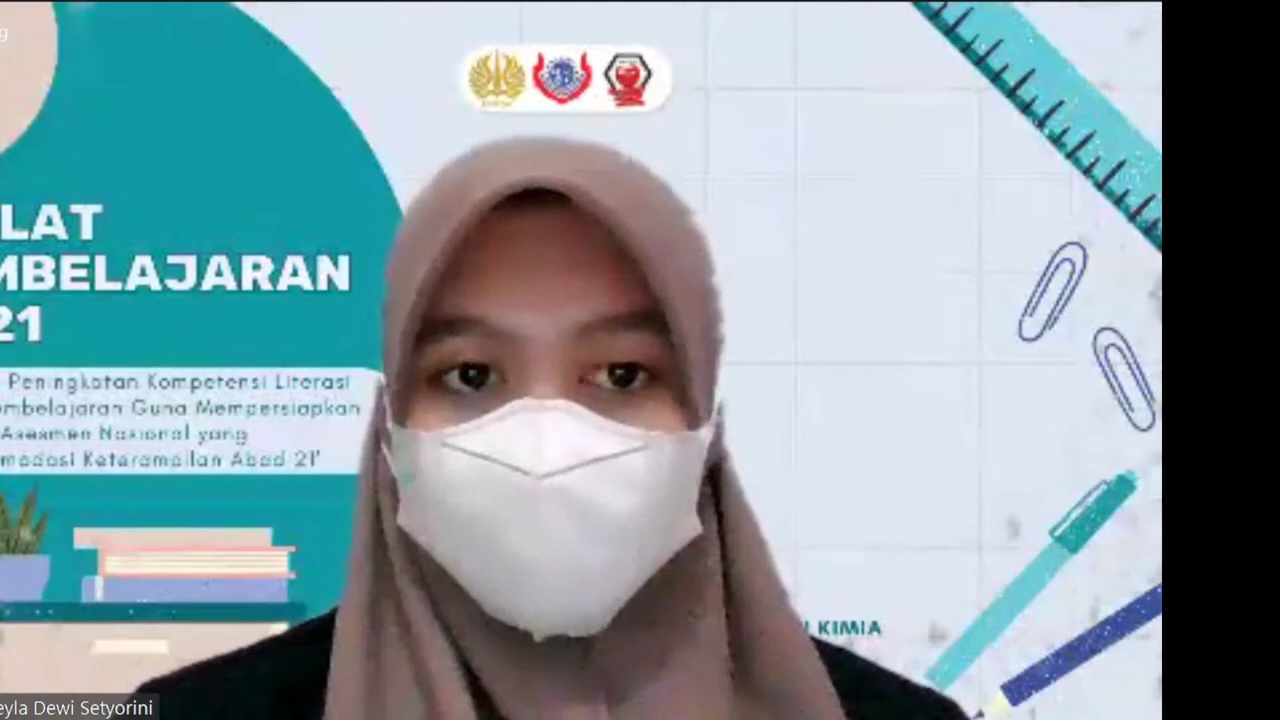 g
LAT
MBELAJARAN
21
Peningkatan Kompetensi Literasi
mbelajaran Guna Mempersiapkan
Asesmen Nasional yang
modasi Keterampilan Abad 21'
KIMIA
eyla Dewi Setyorini